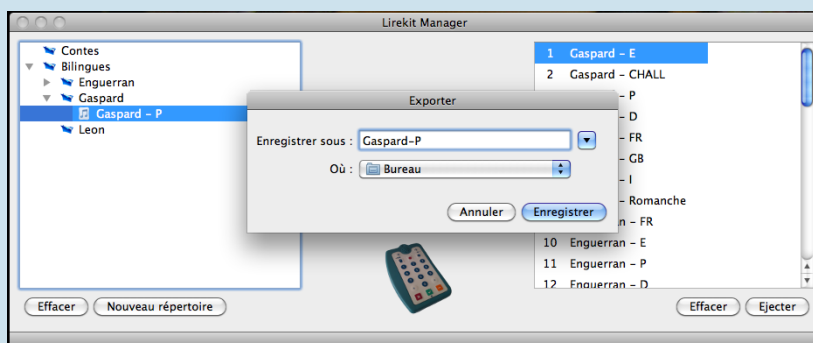 Lirekit Manager
Contes
Bilingues
Enguerran
Gaspard
Gaspard - P
Leon
Exporter
Enregistrer sous : Gaspard-P
Où : Bureau
Annuler Enregistrer
1 Gaspard - E
2 Gaspard - CHALL
- P
- D
- FR
- GB
- I
- Romanche
n - FR
10 Enguerran - E
11 Enguerran - P
12 Enguerran - D
Effacer Nouveau répertoire
Effacer Ejecter